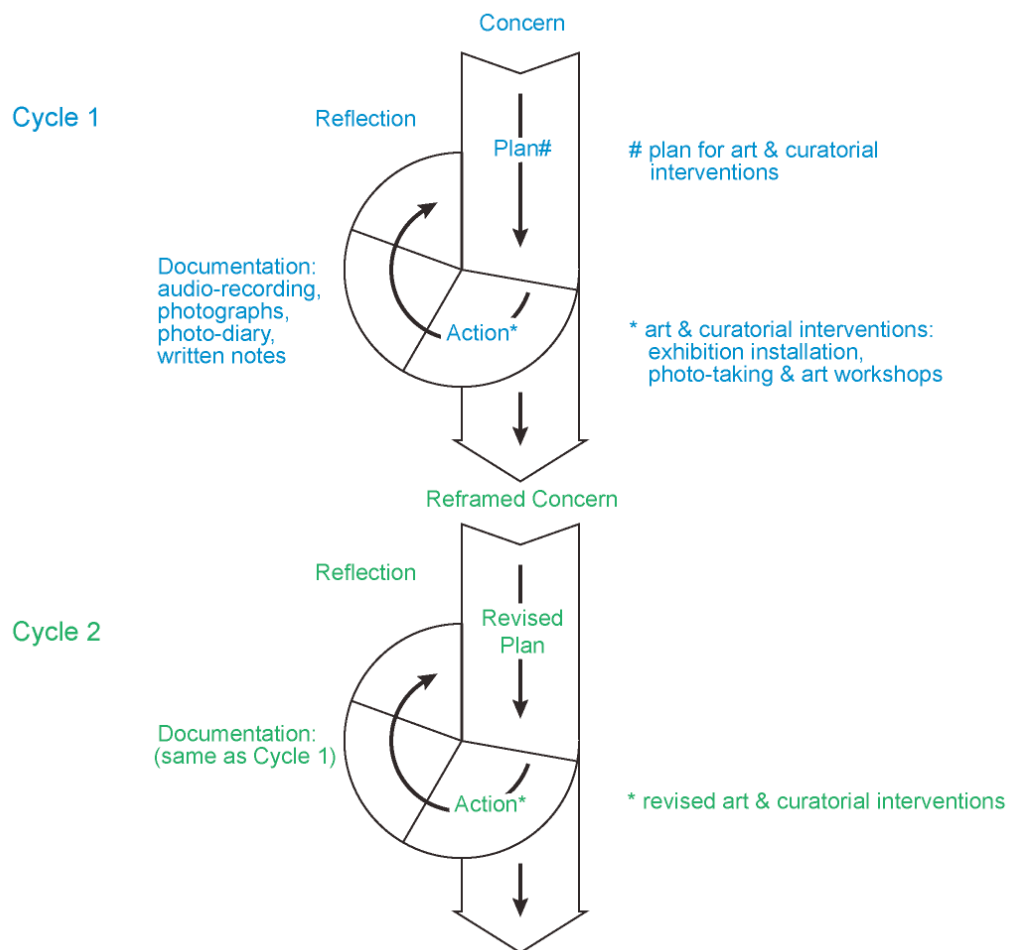 Concern
Cycle 1
Reflection
Plan#
# plan for art & curatorial
interventions
Documentation:
audio-recording,
photographs,
photo-diary,
written notes
Action*
* art & curatorial interventions:
exhibition installation,
photo-taking & art workshops
Reframed Concern
Reflection
Cycle 2
Revised
Plan
Documentation:
(same as Cycle 1)
Action*
* revised art & curatorial interventions